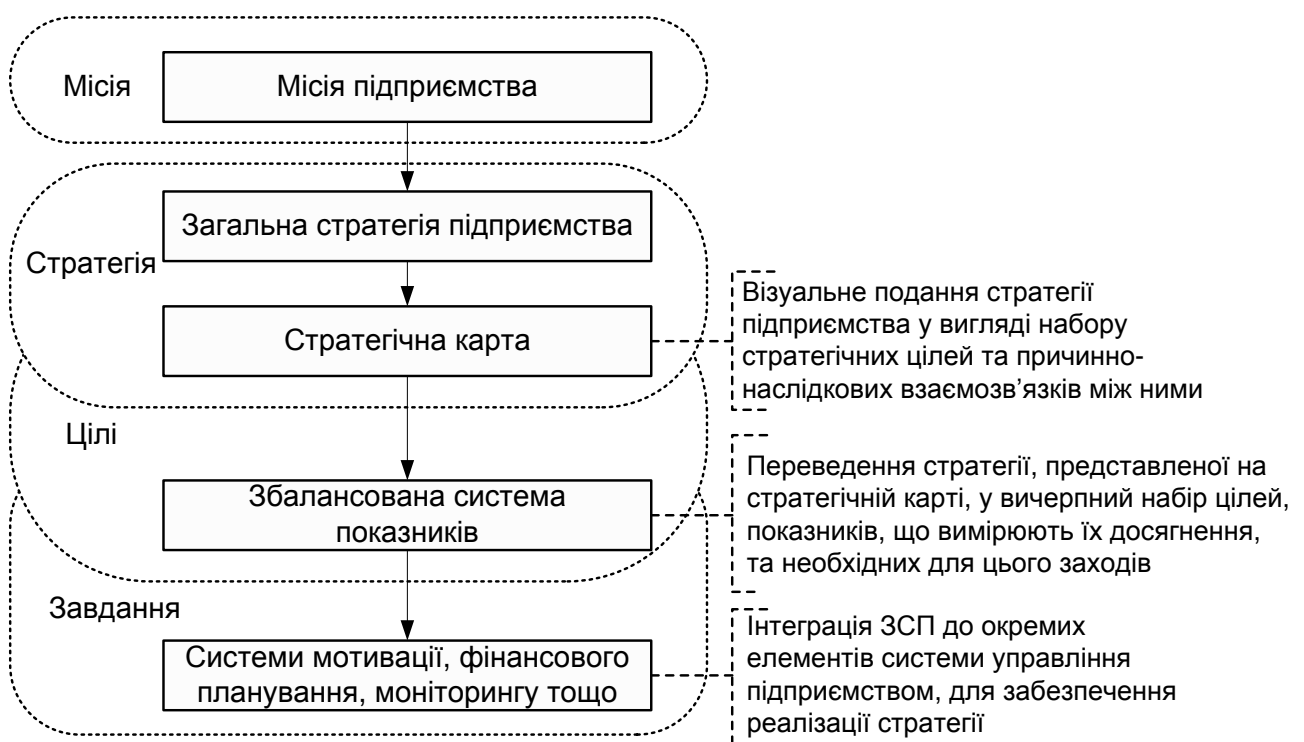 Місія
Місія підприємства
Загальна стратегія підприємства
Стратегія
Стратегічна карта
Візуальне подання стратегії
підприємства у вигляді набору
стратегічних цілей та причинно-
наслідкових взаємозв’язків між ними
Цілі
Збалансована система
показників
Переведення стратегії, представленої на
стратегічній карті, у вичерпний набір цілей,
показників, що вимірюють їх досягнення,
та необхідних для цього заходів
Завдання
Системи мотивації, фінансового
планування, моніторингу тощо
Інтеграція ЗСП до окремих
елементів системи управління
підприємством, для забезпечення
реалізації стратегії